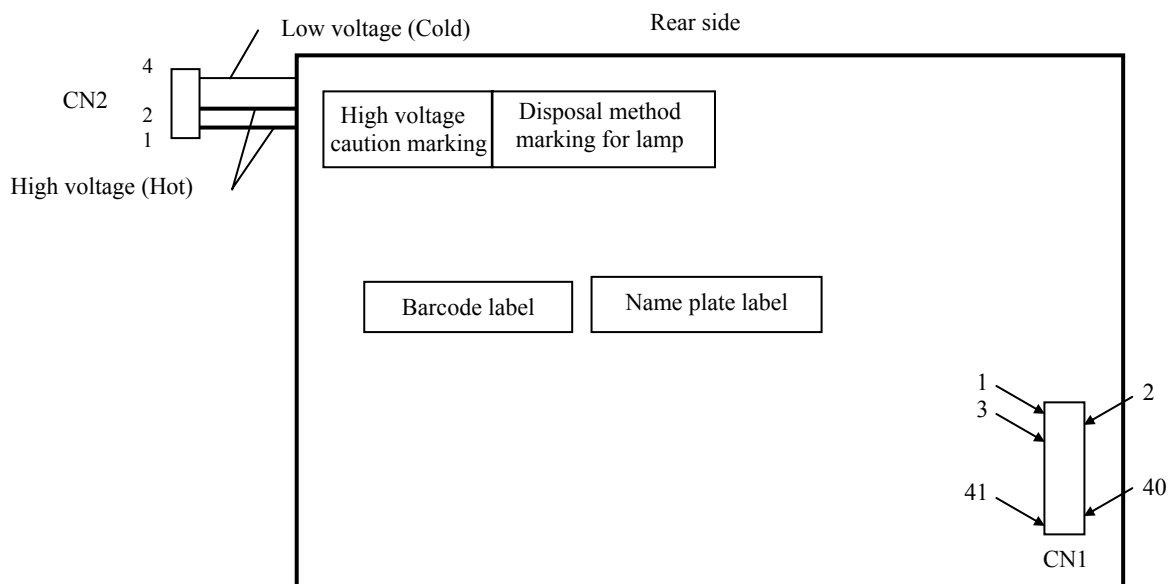 Rear side
Low voltage (Cold)
4
CN2
2
1
High voltage (Hot)
High voltage
caution marking
Disposal method
marking for lamp
Barcode label
Name plate label
1
2
3
41
40
CN1